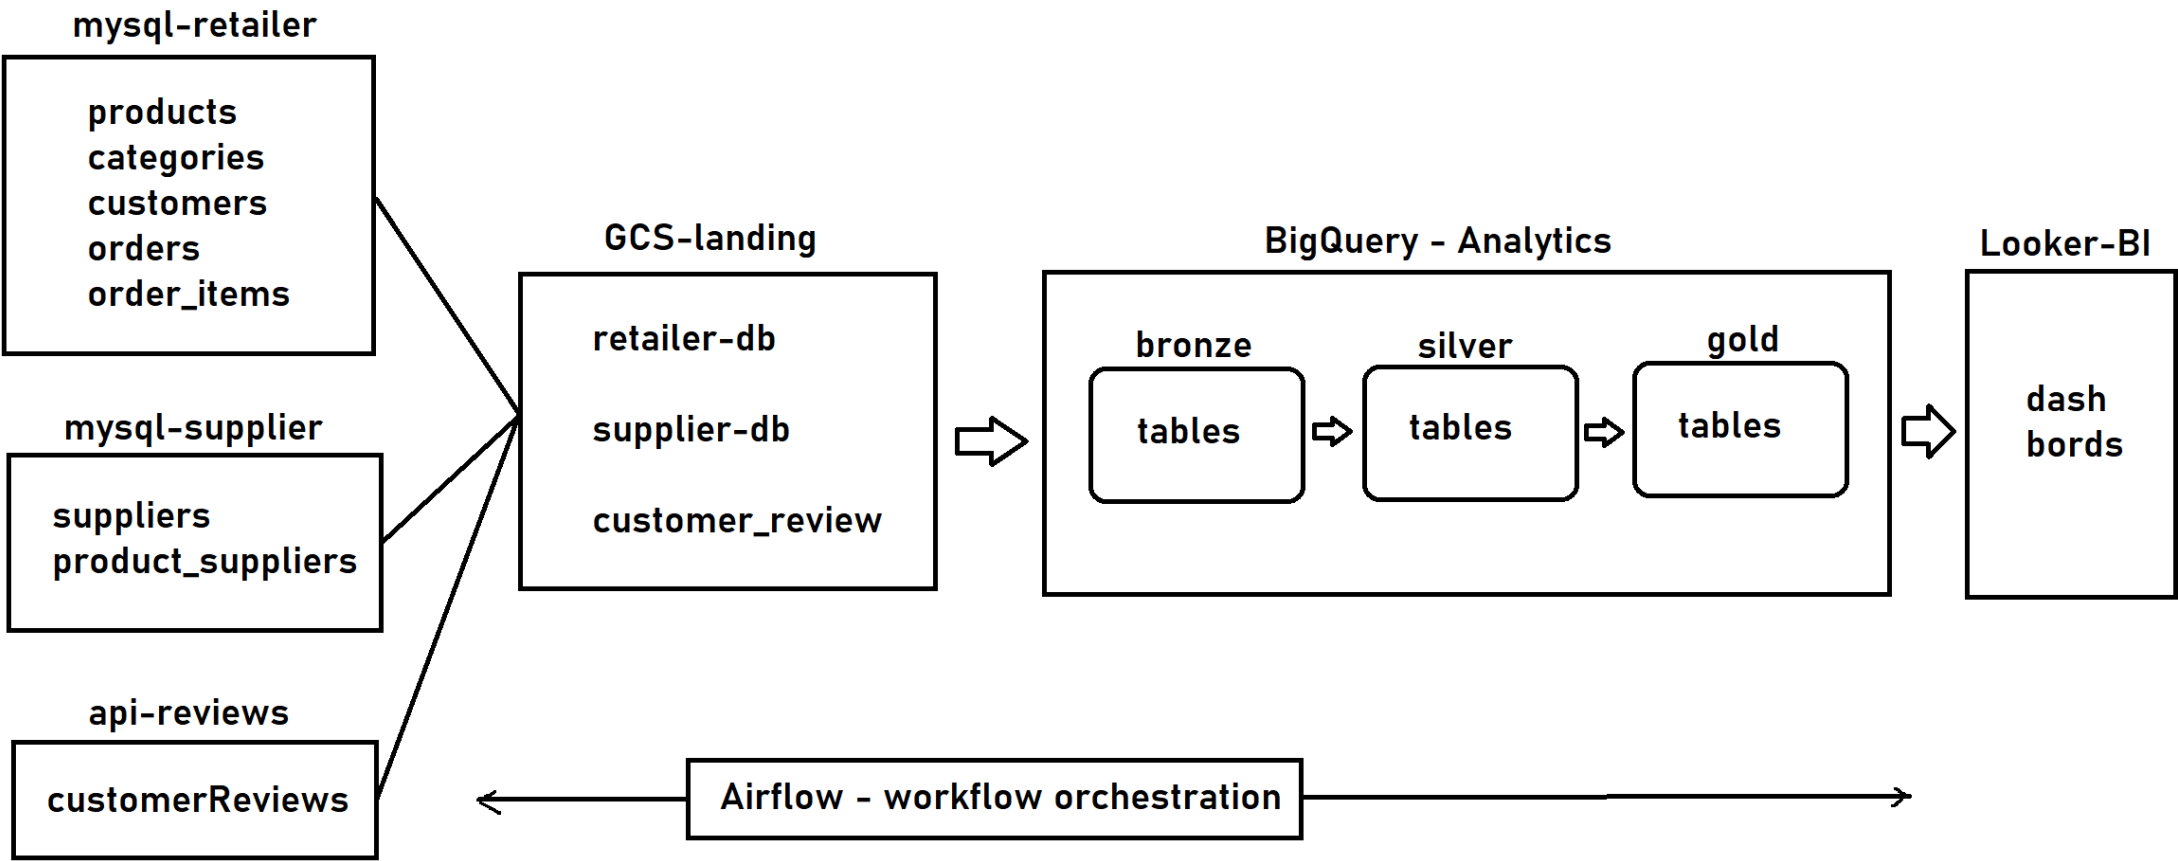 mysql-retailer
products
categories
customers
orders
order_items
mysql-supplier
suppliers
product_suppliers
api-reviews
customerReviews
GCS-landing
retailer-db
supplier-db
customer_review
BigQuery - Analytics
bronze
tables
silver
tables
gold
tables
Looker-BI
dash
bords
Airflow - workflow orchestration